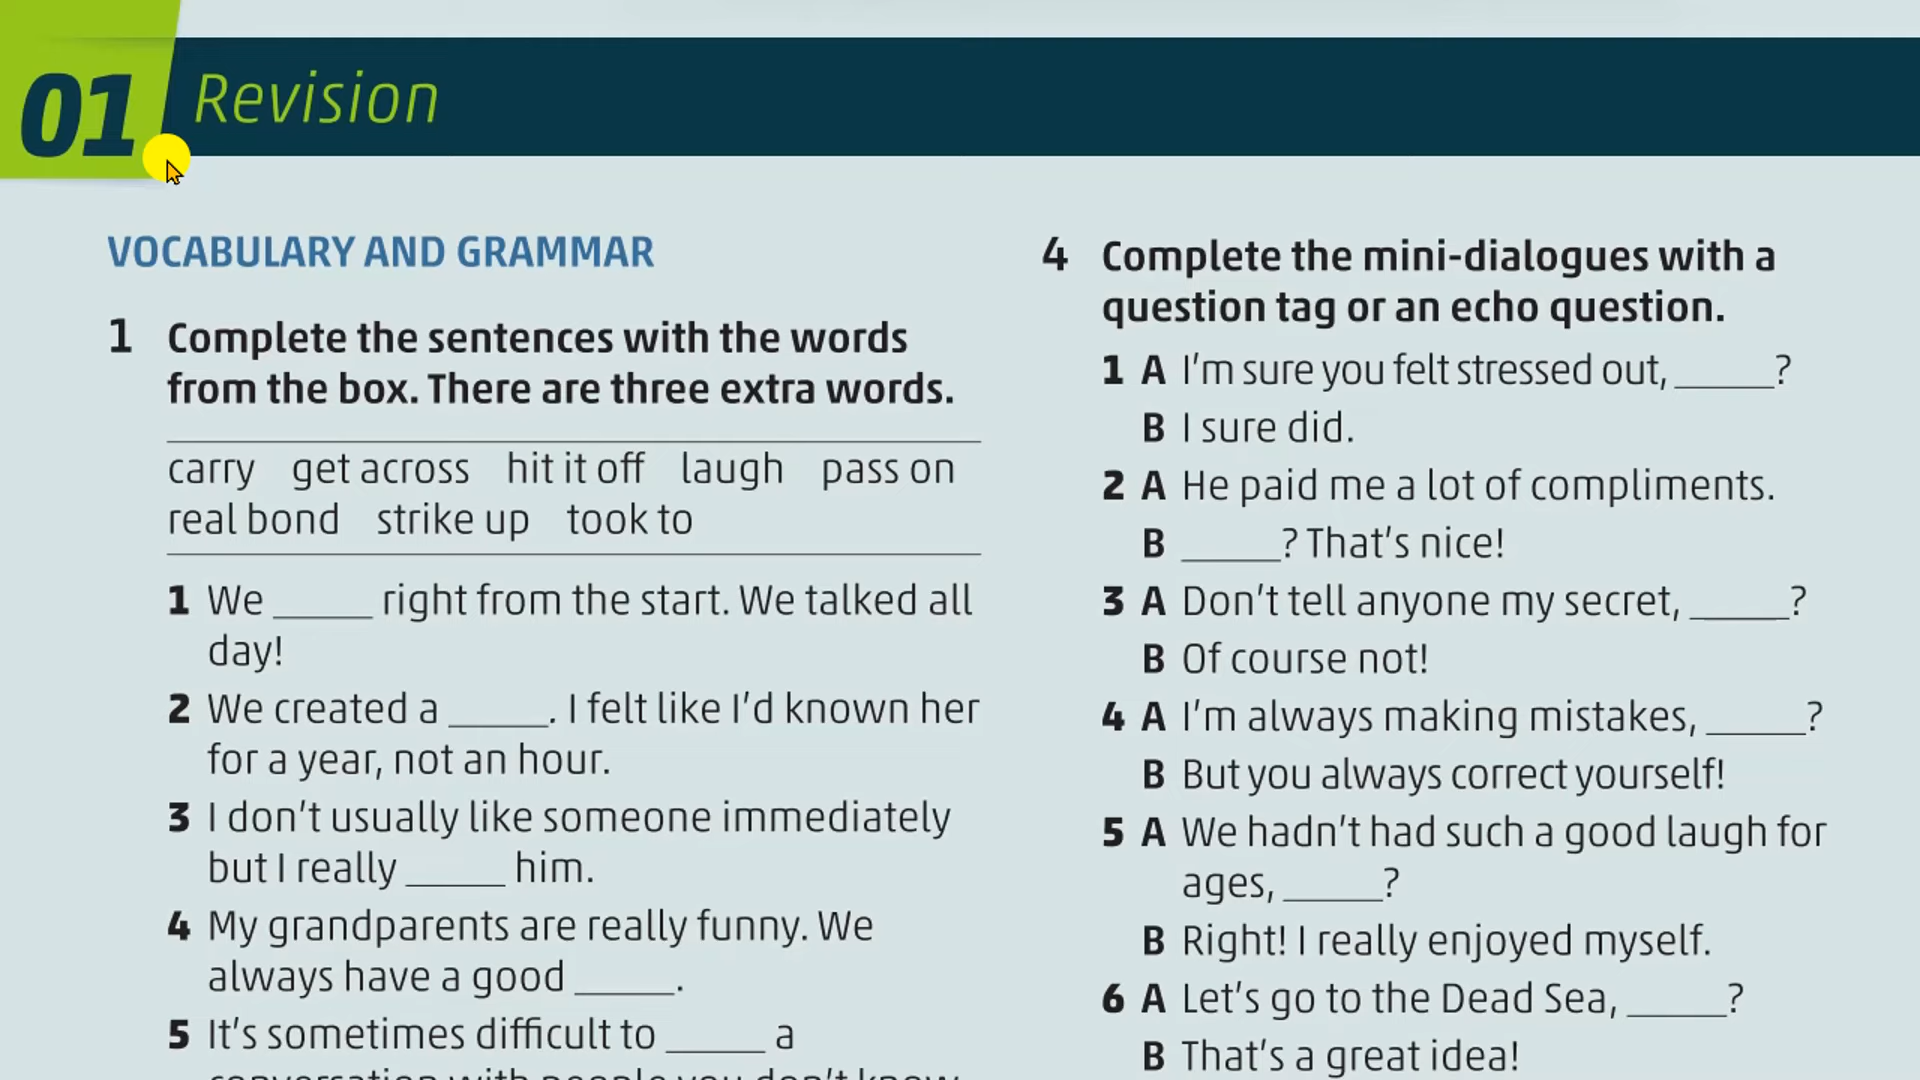 01 Revision
VOCABULARY AND GRAMMAR
1 Complete the sentences with the words
from the box. There are three extra words.
carry get across hit it off laugh pass on
real bond strike up took to
1 We _____ right from the start. We talked all
day!
2 We created a _____. I felt like I'd known her
for a year, not an hour.
3 I don't usually like someone immediately
but I really _____ him.
4 My grandparents are really funny. We
always have a good _____.
5 It's sometimes difficult to _____ a
conversation with people you don't know
4 Complete the mini-dialogues with a
question tag or an echo question.
1 A I'm sure you felt stressed out, _____?
B I sure did.
2 A He paid me a lot of compliments.
B _____? That's nice!
3 A Don't tell anyone my secret, _____?
B Of course not!
4 A I'm always making mistakes, _____?
B But you always correct yourself!
5 A We hadn't had such a good laugh for
ages, _____?
B Right! I really enjoyed myself.
6 A Let's go to the Dead Sea, _____?
B That's a great idea!